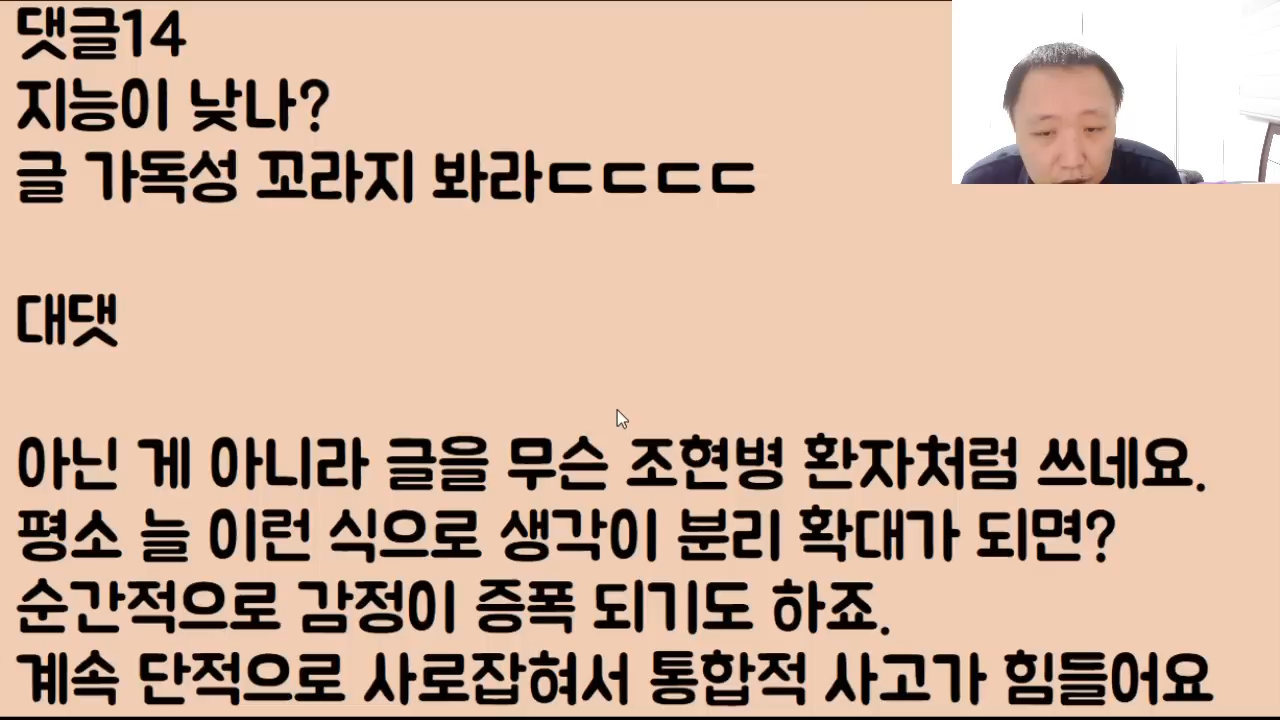 댓글14
지능이 낮나?
글 가독성 꼬라지 봐라ㄷㄷㄷㄷ
대댓
아닌 게 아니라 글을 무슨 조현병 환자처럼 쓰네요.
평소 늘 이런 식으로 생각이 분리 확대가 되면?
순간적으로 감정이 증폭 되기도 하죠.
계속 단적으로 사로잡혀서 통합적 사고가 힘들어요